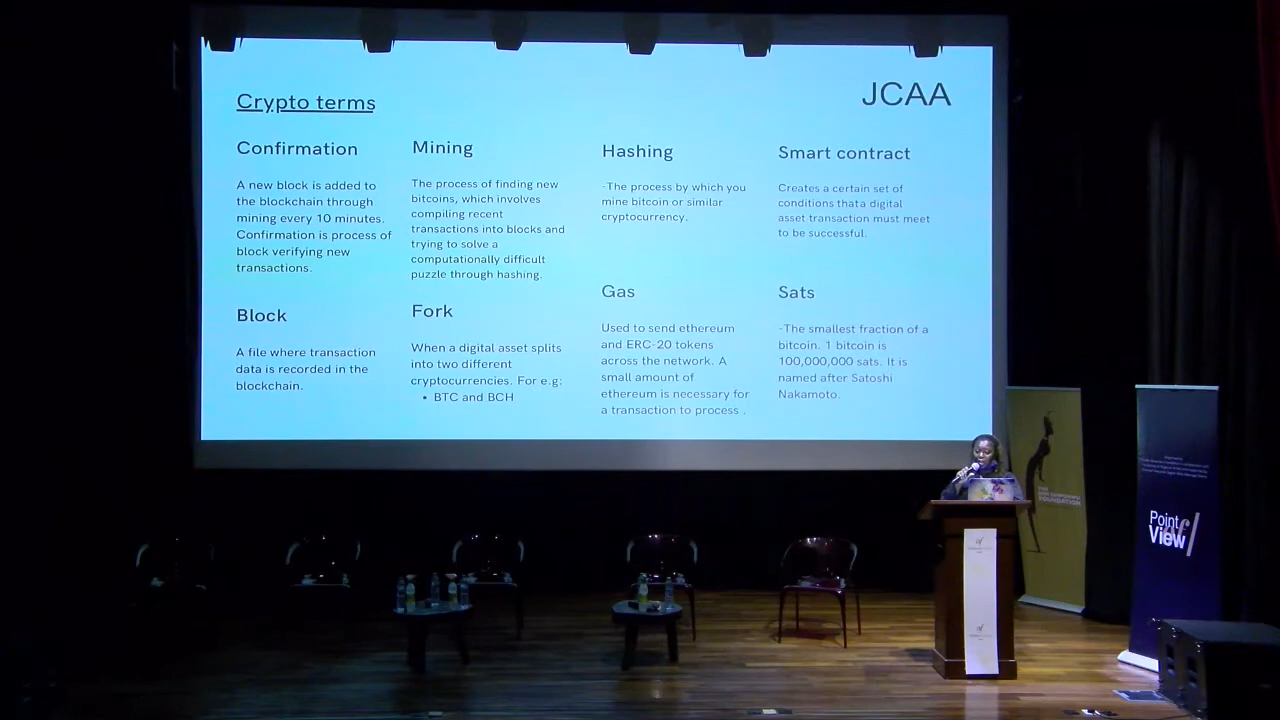 Crypto terms
JCAA
Confirmation
A new block is added to
the blockchain through
mining every 10 minutes.
Confirmation is process of
block verifying new
transactions.
Mining
The process of finding new
bitcoins, which involves
compiling recent
transactions into blocks and
trying to solve a
computationally difficult
puzzle through hashing.
Hashing
-The process by which you
mine bitcoin or similar
cryptocurrency.
Smart contract
Creates a certain set of
conditions thata digital
asset transaction must meet
to be successful.
Block
A file where transaction
data is recorded in the
blockchain.
Fork
When a digital asset splits
into two different
cryptocurrencies. For e.g:
• BTC and BCH
Gas
Used to send ethereum
and ERC-20 tokens
across the network. A
small amount of
ethereum is necessary for
a transaction to process .
Sats
-The smallest fraction of a
bitcoin. 1 bitcoin is
100,000,000 sats. It is
named after Satoshi
Nakamoto.
FOUNDATION
Point
of
View
af
af